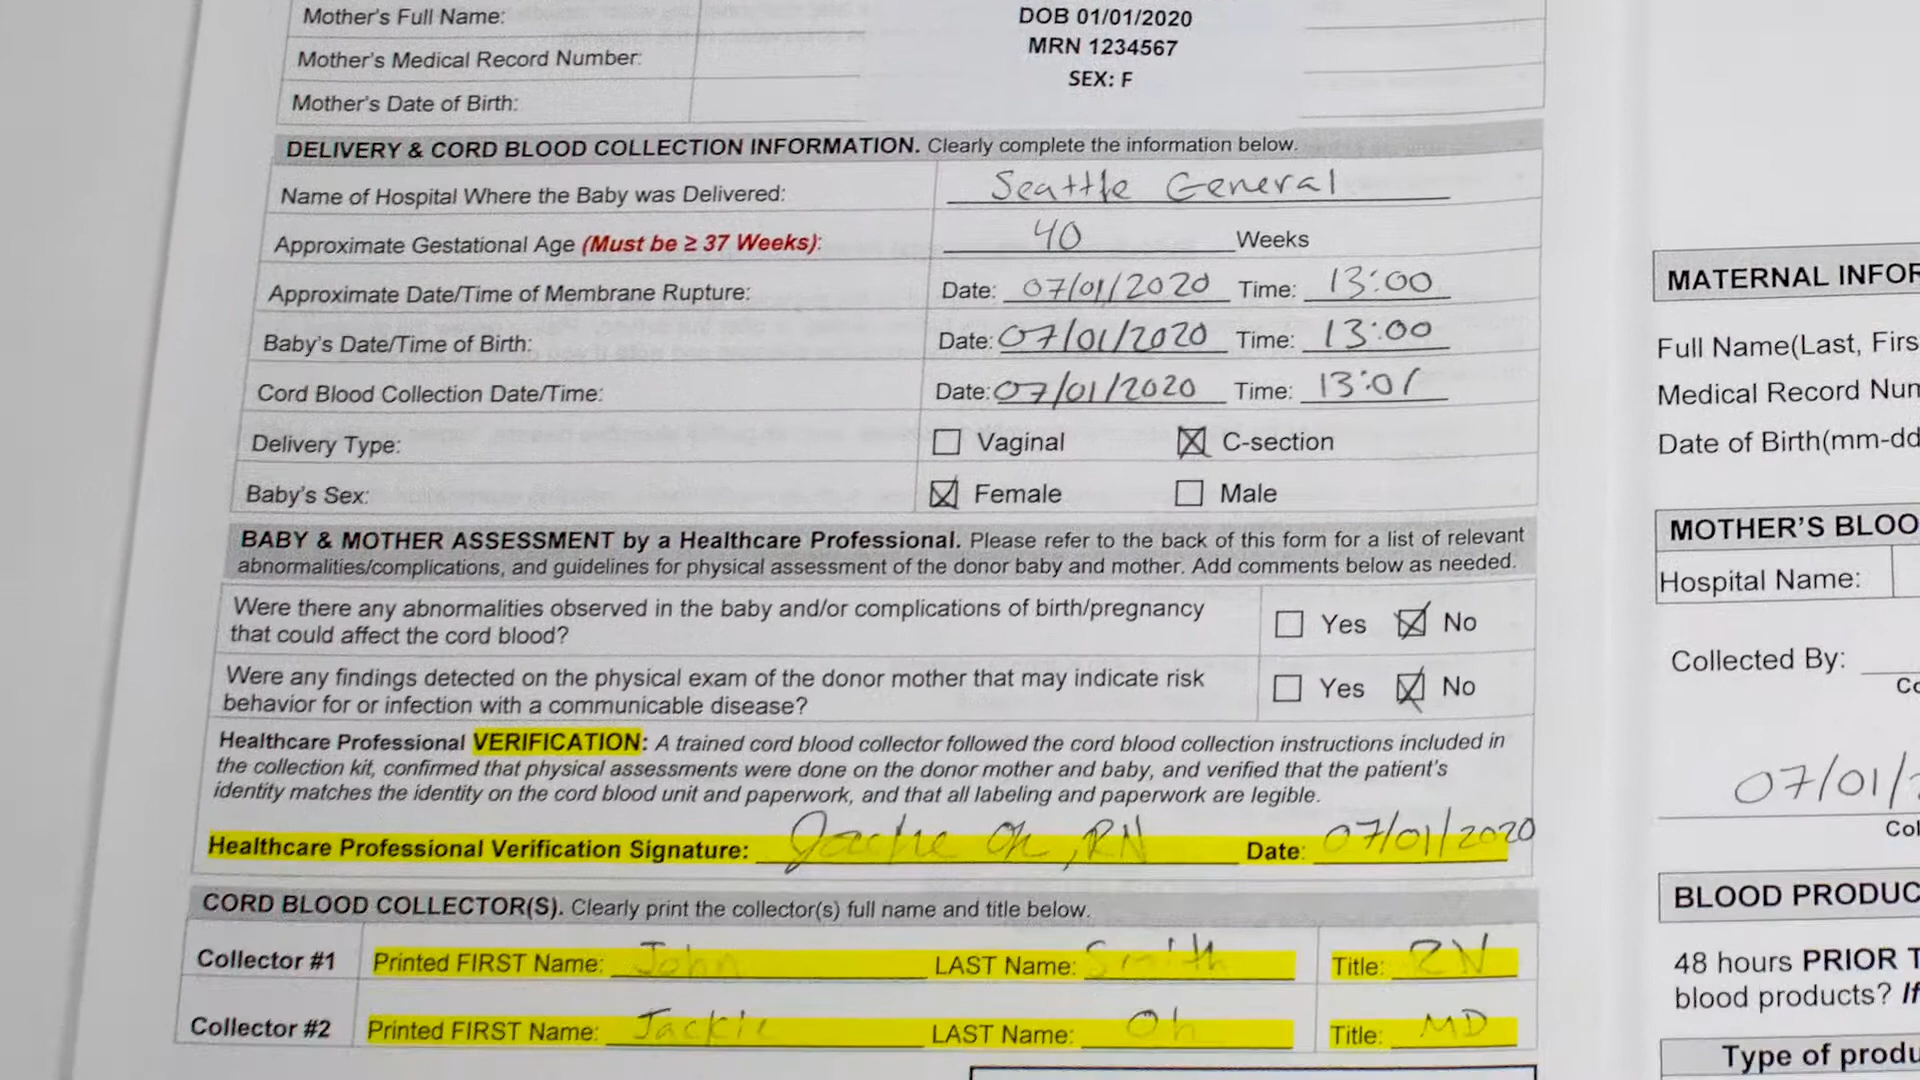 Mother's Full Name:
DOB 01/01/2020
Mother's Medical Record Number:
MRN 1234567
SEX: F
Mother's Date of Birth:
DELIVERY & CORD BLOOD COLLECTION INFORMATION. Clearly complete the information below.
Name of Hospital Where the Baby was Delivered: Seattle General
Approximate Gestational Age (Must be ≥ 37 Weeks): 40 Weeks
Approximate Date/Time of Membrane Rupture: Date: 07/01/2020 Time: 13:00
Baby's Date/Time of Birth: Date: 07/01/2020 Time: 13:00
Cord Blood Collection Date/Time: Date: 07/01/2020 Time: 13:01
Delivery Type: Vaginal C-section
Baby's Sex: Female Male
BABY & MOTHER ASSESSMENT by a Healthcare Professional. Please refer to the back of this form for a list of relevant
abnormalities/complications, and guidelines for physical assessment of the donor baby and mother. Add comments below as needed.
Were there any abnormalities observed in the baby and/or complications of birth/pregnancy
that could affect the cord blood? Yes No
Were any findings detected on the physical exam of the donor mother that may indicate risk
behavior for or infection with a communicable disease? Yes No
Healthcare Professional VERIFICATION: A trained cord blood collector followed the cord blood collection instructions included in
the collection kit, confirmed that physical assessments were done on the donor mother and baby, and verified that the patient's
identity matches the identity on the cord blood unit and paperwork, and that all labeling and paperwork are legible.
Healthcare Professional Verification Signature: Jackie Oh, RN Date: 07/01/2020
CORD BLOOD COLLECTOR(S). Clearly print the collector(s) full name and title below.
Collector #1 Printed FIRST Name: John LAST Name: Smith Title: RN
Collector #2 Printed FIRST Name: Jackie LAST Name: Oh Title: MD
MATERNAL INFOR
Full Name(Last, Firs
Medical Record Num
Date of Birth(mm-dd
MOTHER'S BLOO
Hospital Name:
Collected By:
Co
07/01/
Col
BLOOD PRODUC
48 hours PRIOR T
blood products? If
Type of produ